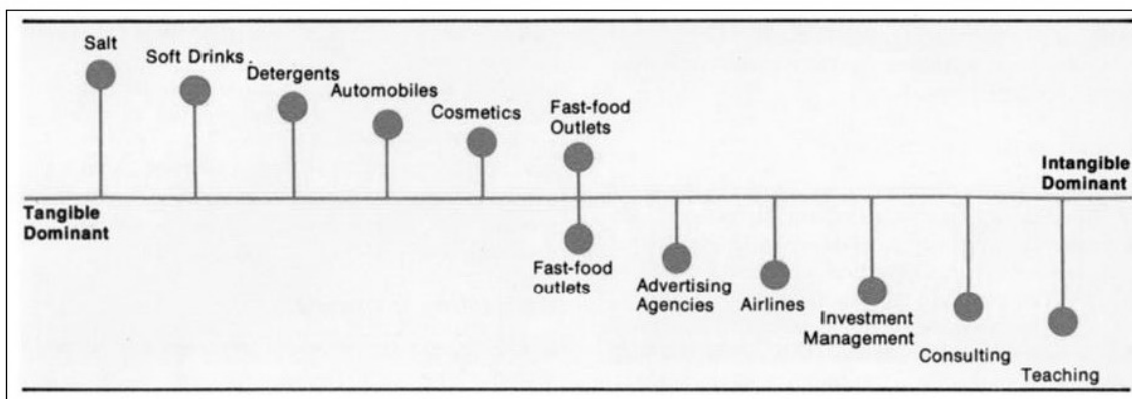 Salt
Soft Drinks
Detergents
Automobiles
Cosmetics
Fast-food
Outlets
Intangible
Dominant
Tangible
Dominant
Fast-food
outlets
Advertising
Agencies
Airlines
Investment
Management
Consulting
Teaching